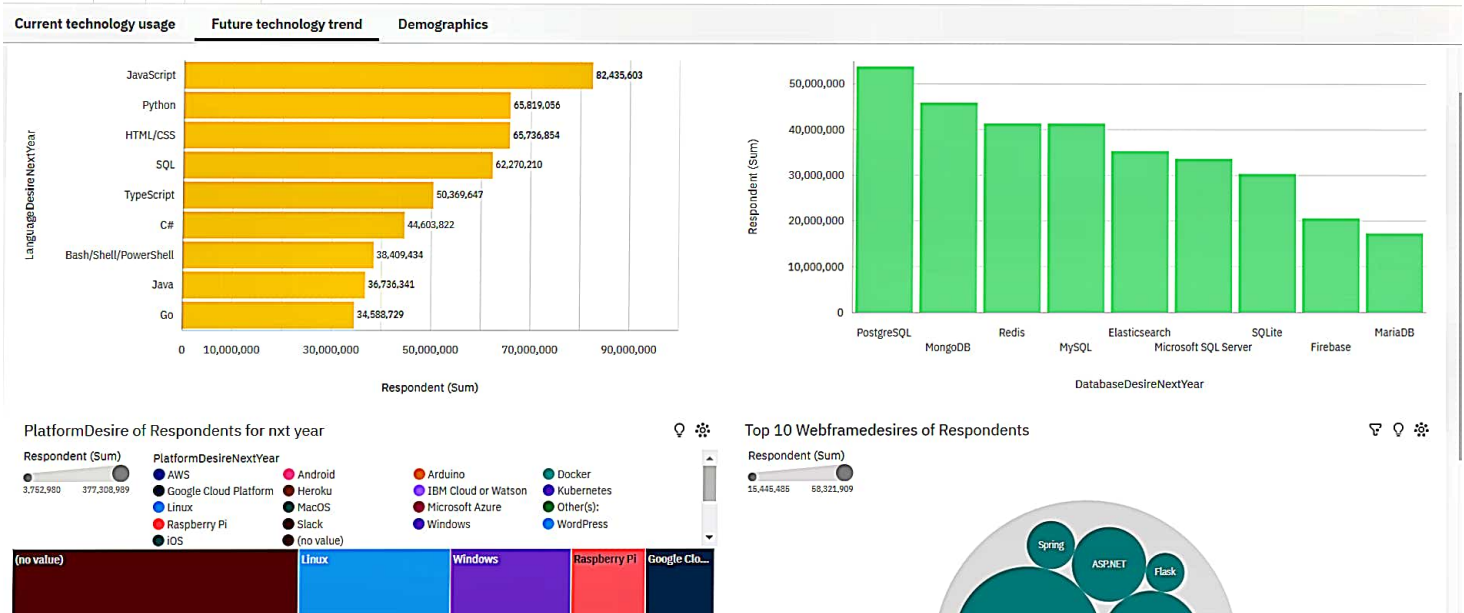 Current technology usage Future technology trend Demographics
LanguageDesireNextYear
JavaScript 82,435,603
Python 65,819,056
HTML/CSS 65,736,854
SQL 62,270,210
TypeScript 50,369,647
C# 44,603,822
Bash/Shell/PowerShell 38,409,434
Java 36,736,341
Go 34,588,729
0 10,000,000 30,000,000 50,000,000 70,000,000 90,000,000
Respondent (Sum)
Respondent (Sum)
50,000,000
40,000,000
30,000,000
20,000,000
10,000,000
0
PostgreSQL Redis Elasticsearch SQLite MariaDB
MongoDB MySQL Microsoft SQL Server Firebase
DatabaseDesireNextYear
PlatformDesire of Respondents for nxt year
Respondent (Sum)
3,752,980 377,308,989
PlatformDesireNextYear
AWS Android Arduino Docker
Google Cloud Platform Heroku IBM Cloud or Watson Kubernetes
Linux MacOS Microsoft Azure Other(s):
Raspberry Pi Slack Windows WordPress
iOS (no value)
(no value) Linux Windows Raspberry Pi Google Clo...
Top 10 Webframedesires of Respondents
Respondent (Sum)
15,445,485 58,321,909
Spring
ASP.NET
Flask